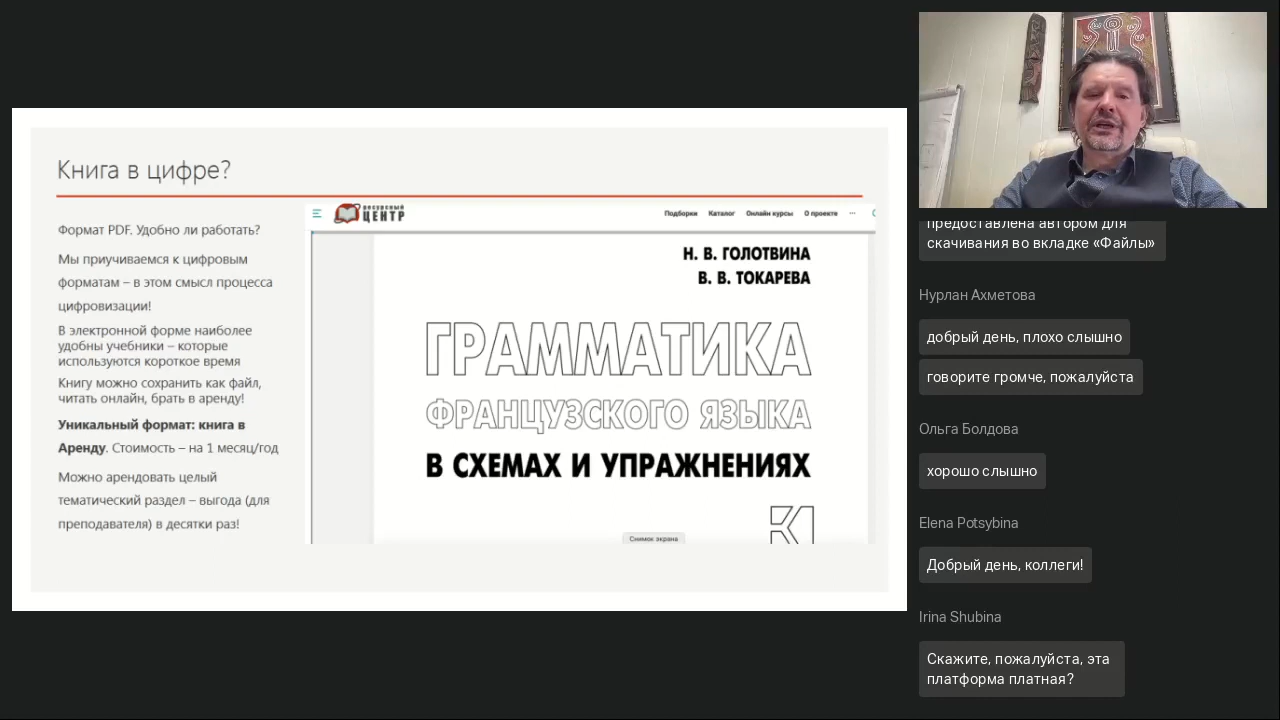 Книга в цифре?
Формат PDF. Удобно ли работать?
Мы приучиваемся к цифровым
форматам – в этом смысл процесса
цифровизации!
В электронной форме наиболее
удобны учебники – которые
используются короткое время
Книгу можно сохранить как файл,
читать онлайн, брать в аренду!
Уникальный формат: книга в
Аренду. Стоимость – на 1 месяц/год
Можно арендовать целый
тематический раздел – выгода (для
преподавателя) в десятки раз!
РЕСУРСНЫЙ
ЦЕНТР
Подборки Каталог Онлайн курсы О проекте ···
Н. В. ГОЛОТВИНА
В. В. ТОКАРЕВА
ГРАММАТИКА
ФРАНЦУЗСКОГО ЯЗЫКА
В СХЕМАХ И УПРАЖНЕНИЯХ
Снимок экрана
предоставлена автором для
скачивания во вкладке «Файлы»
Нурлан Ахметова
добрый день, плохо слышно
говорите громче, пожалуйста
Ольга Болдова
хорошо слышно
Elena Potsybina
Добрый день, коллеги!
Irina Shubina
Скажите, пожалуйста, эта
платформа платная?